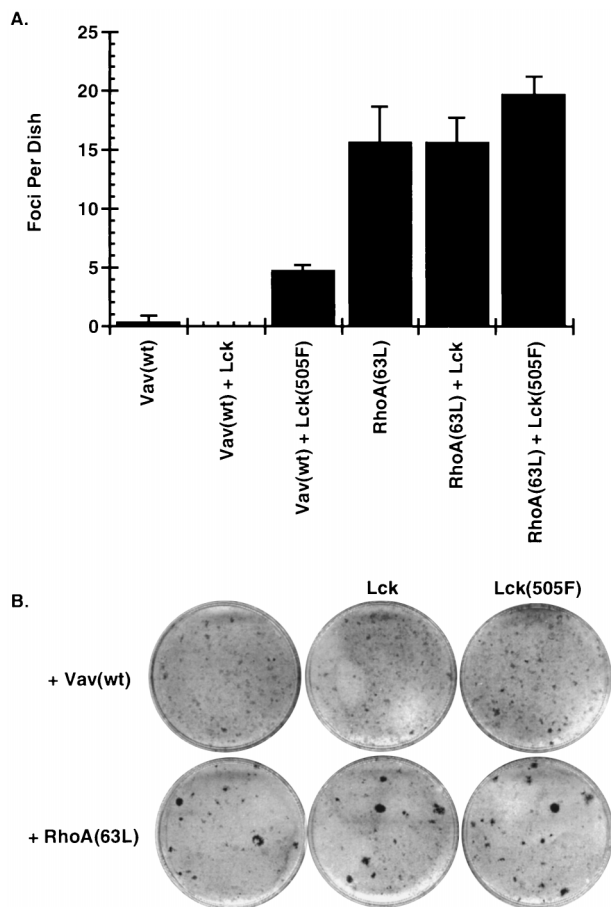 A.
Foci Per Dish
25
20
15
10
5
0
Vav(wt)
Vav(wt) + Lck
Vav(wt) + Lck(505F)
RhoA(63L)
RhoA(63L) + Lck
RhoA(63L) + Lck(505F)
B.
Lck
Lck(505F)
+ Vav(wt)
+ RhoA(63L)